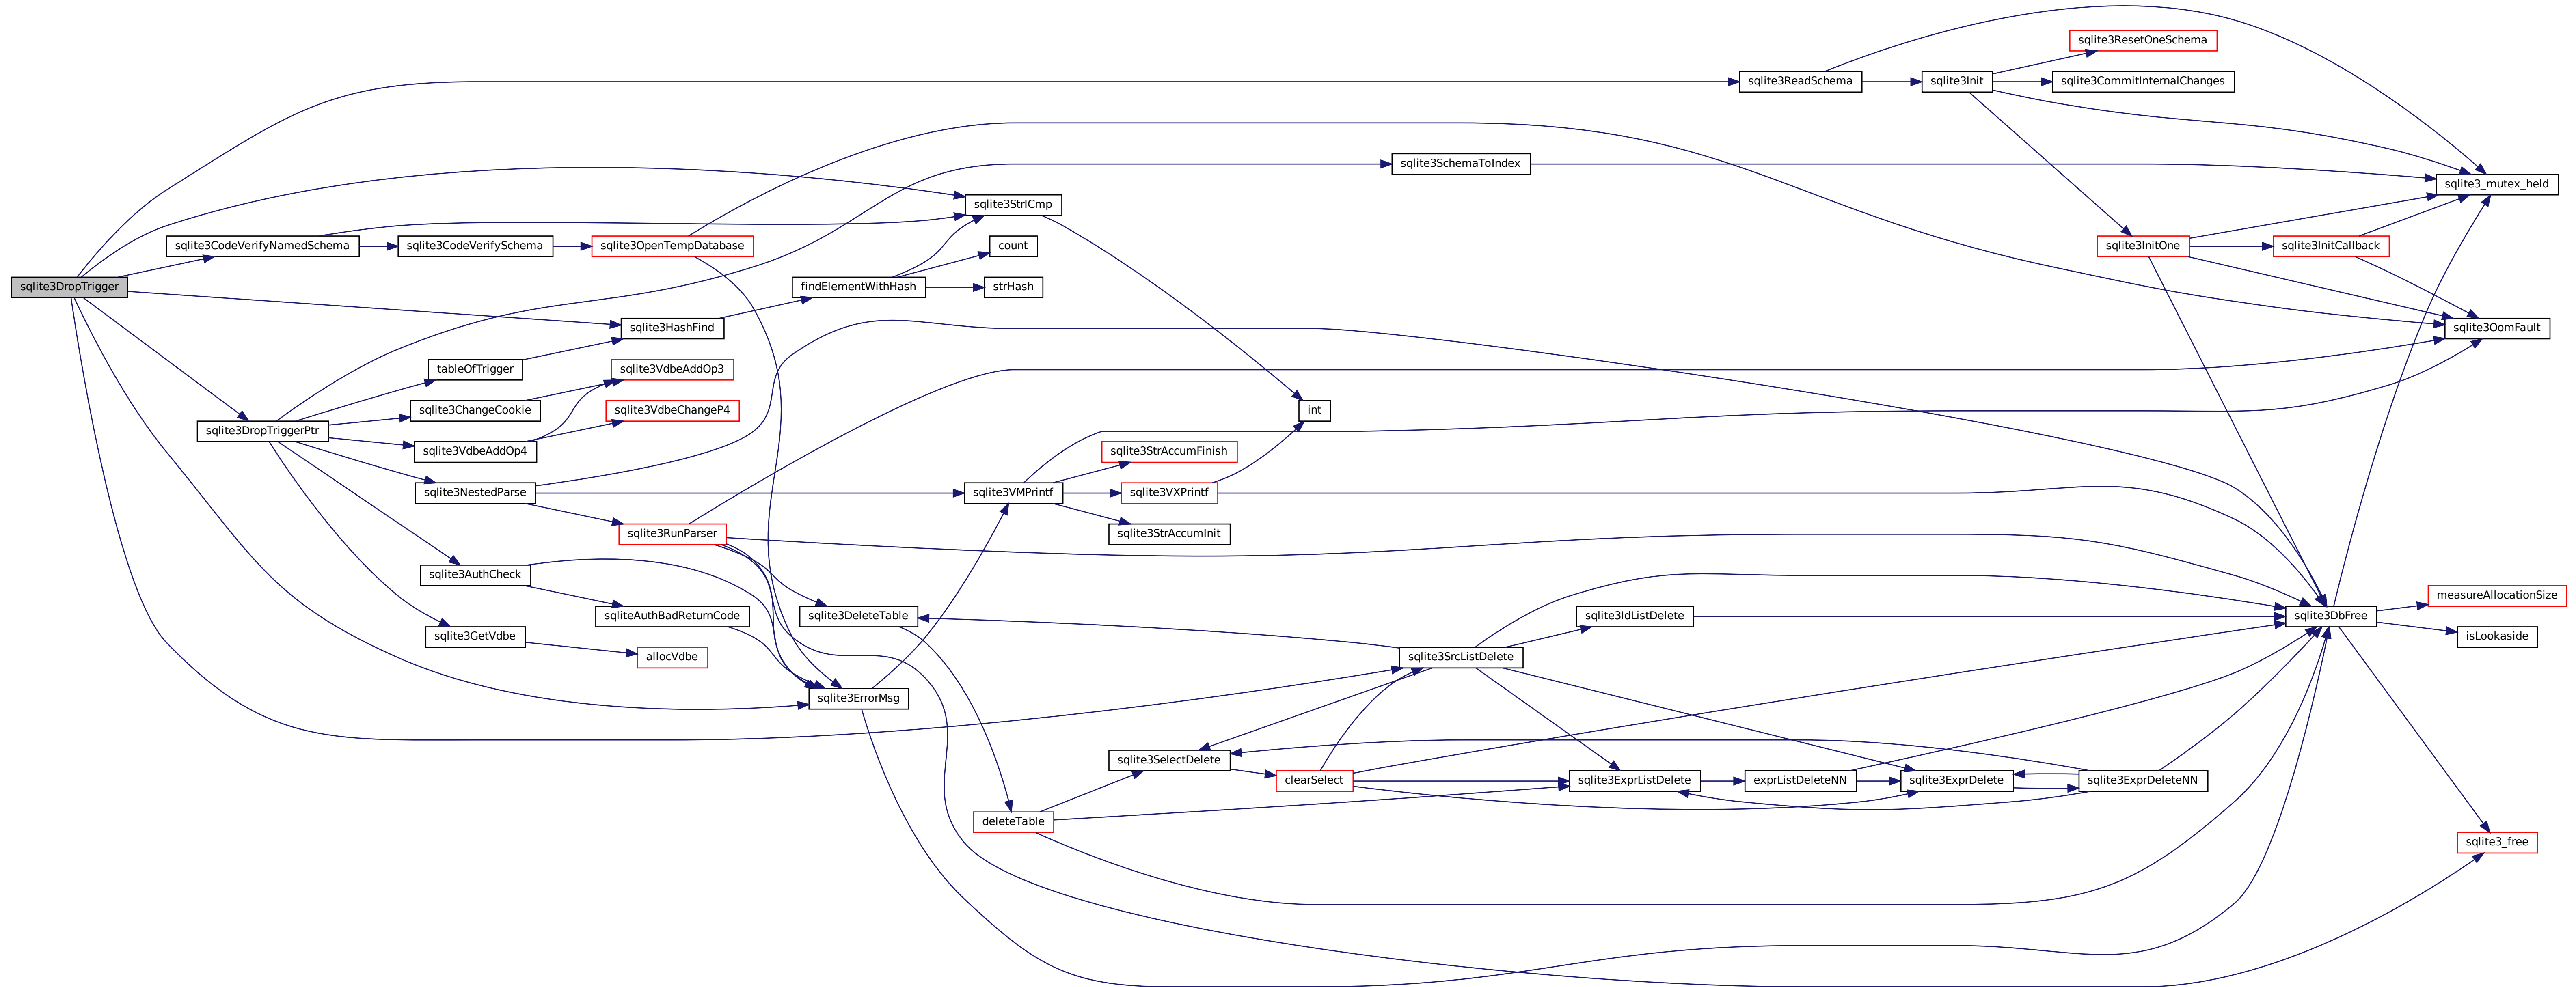 sqlite3ResetOneSchema
sqlite3ReadSchema
sqlite3Init
sqlite3CommitInternalChanges
sqlite3SchemaToIndex
sqlite3_mutex_held
sqlite3StrICmp
sqlite3CodeVerifyNamedSchema
sqlite3CodeVerifySchema
sqlite3OpenTempDatabase
count
sqlite3InitOne
sqlite3InitCallback
sqlite3DropTrigger
findElementWithHash
strHash
sqlite3HashFind
sqlite3OomFault
tableOfTrigger
sqlite3VdbeAddOp3
sqlite3ChangeCookie
sqlite3VdbeChangeP4
int
sqlite3DropTriggerPtr
sqlite3VdbeAddOp4
sqlite3StrAccumFinish
sqlite3NestedParse
sqlite3VMPrintf
sqlite3VXPrintf
sqlite3RunParser
sqlite3StrAccumInit
sqlite3AuthCheck
measureAllocationSize
sqliteAuthBadReturnCode
sqlite3DeleteTable
sqlite3IdListDelete
sqlite3DbFree
sqlite3GetVdbe
isLookaside
allocVdbe
sqlite3SrcListDelete
sqlite3ErrorMsg
sqlite3SelectDelete
clearSelect
sqlite3ExprListDelete
exprListDeleteNN
sqlite3ExprDelete
sqlite3ExprDeleteNN
deleteTable
sqlite3_free